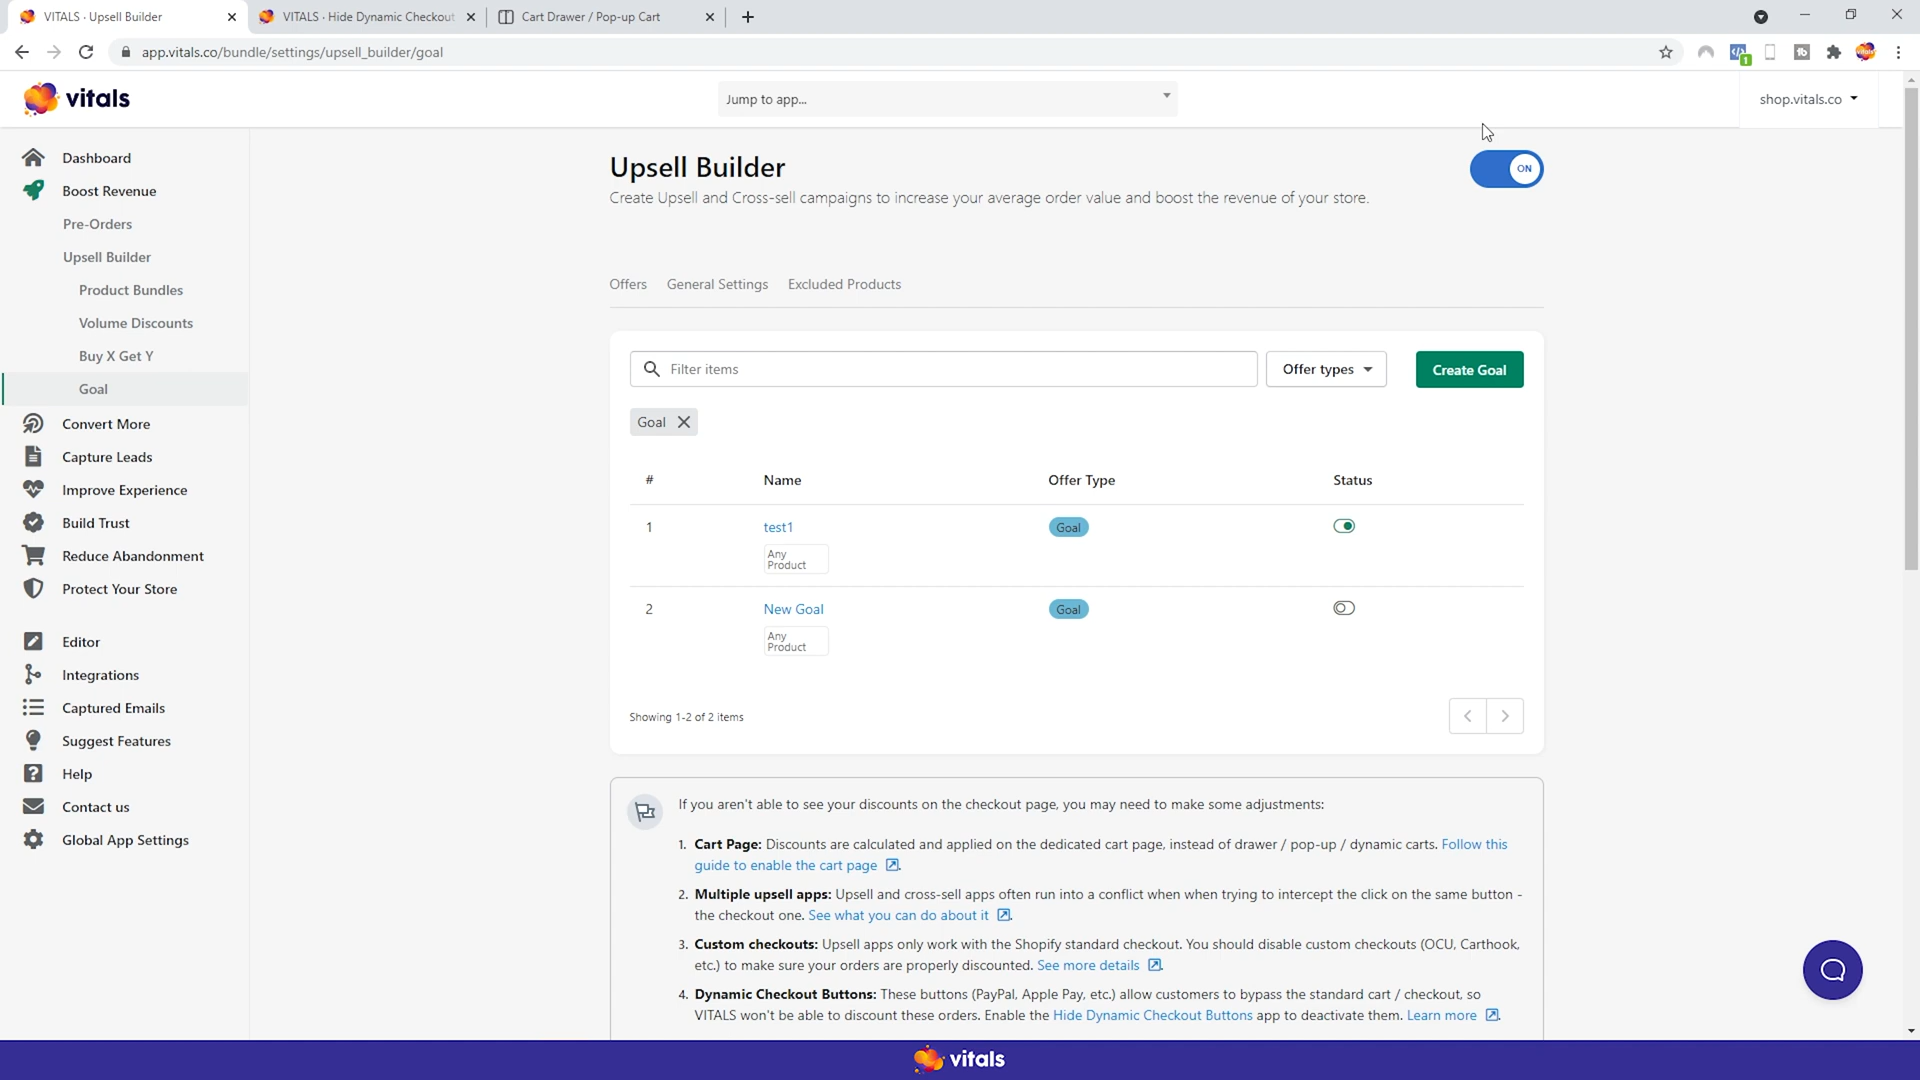 VITALS · Upsell Builder
VITALS · Hide Dynamic Checkout
Cart Drawer / Pop-up Cart
app.vitals.co/bundle/settings/upsell_builder/goal
1
vitals
Jump to app...
shop.vitals.co
Dashboard
Boost Revenue
Pre-Orders
Upsell Builder
Product Bundles
Volume Discounts
Buy X Get Y
Goal
Convert More
Capture Leads
Improve Experience
Build Trust
Reduce Abandonment
Protect Your Store
Editor
Integrations
Captured Emails
Suggest Features
Help
Contact us
Global App Settings
Upsell Builder
ON
Create Upsell and Cross-sell campaigns to increase your average order value and boost the revenue of your store.
Offers General Settings Excluded Products
Filter items
Offer types
Create Goal
Goal
# Name Offer Type Status
1 test1 Goal
Any
Product
2 New Goal Goal
Any
Product
Showing 1-2 of 2 items
If you aren't able to see your discounts on the checkout page, you may need to make some adjustments:
1. Cart Page: Discounts are calculated and applied on the dedicated cart page, instead of drawer / pop-up / dynamic carts. Follow this
guide to enable the cart page .
2. Multiple upsell apps: Upsell and cross-sell apps often run into a conflict when when trying to intercept the click on the same button -
the checkout one. See what you can do about it .
3. Custom checkouts: Upsell apps only work with the Shopify standard checkout. You should disable custom checkouts (OCU, Carthook,
etc.) to make sure your orders are properly discounted. See more details .
4. Dynamic Checkout Buttons: These buttons (PayPal, Apple Pay, etc.) allow customers to bypass the standard cart / checkout, so
VITALS won't be able to discount these orders. Enable the Hide Dynamic Checkout Buttons app to deactivate them. Learn more .
vitals